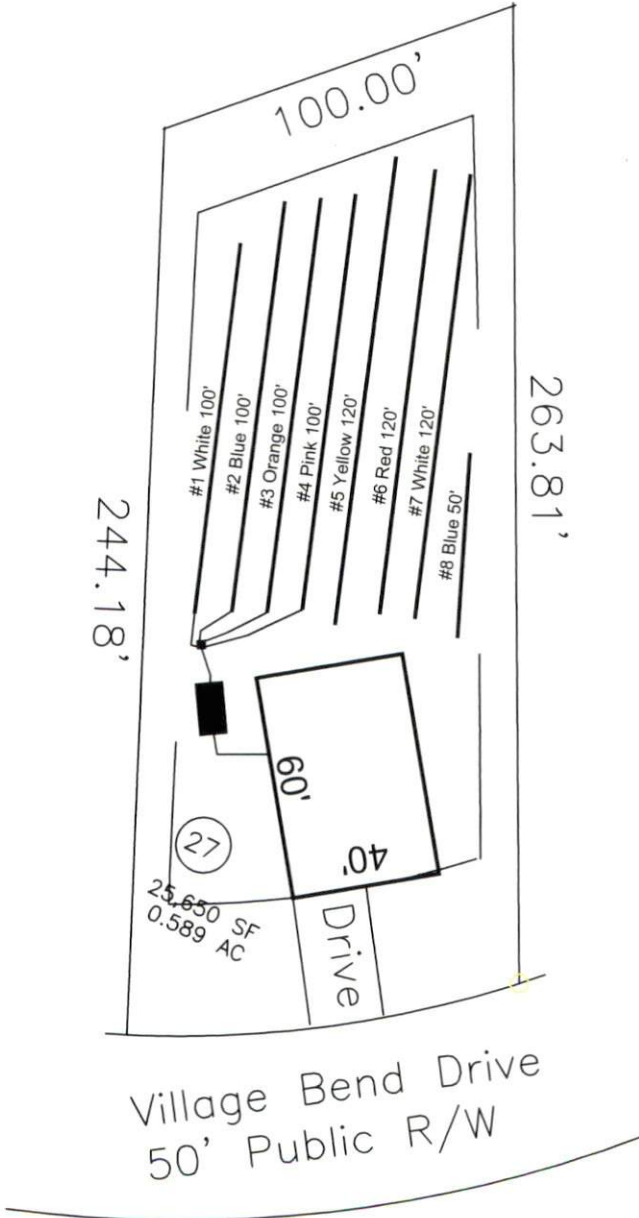 100.00'
263.81'
244.18'
#1 White 100'
#2 Blue 100'
#3 Orange 100'
#4 Pink 100'
#5 Yellow 120'
#6 Red 120'
#7 White 120'
#8 Blue 50'
60'
40'
27
25,650 SF
0.589 AC
Drive
Village Bend Drive
50' Public R/W